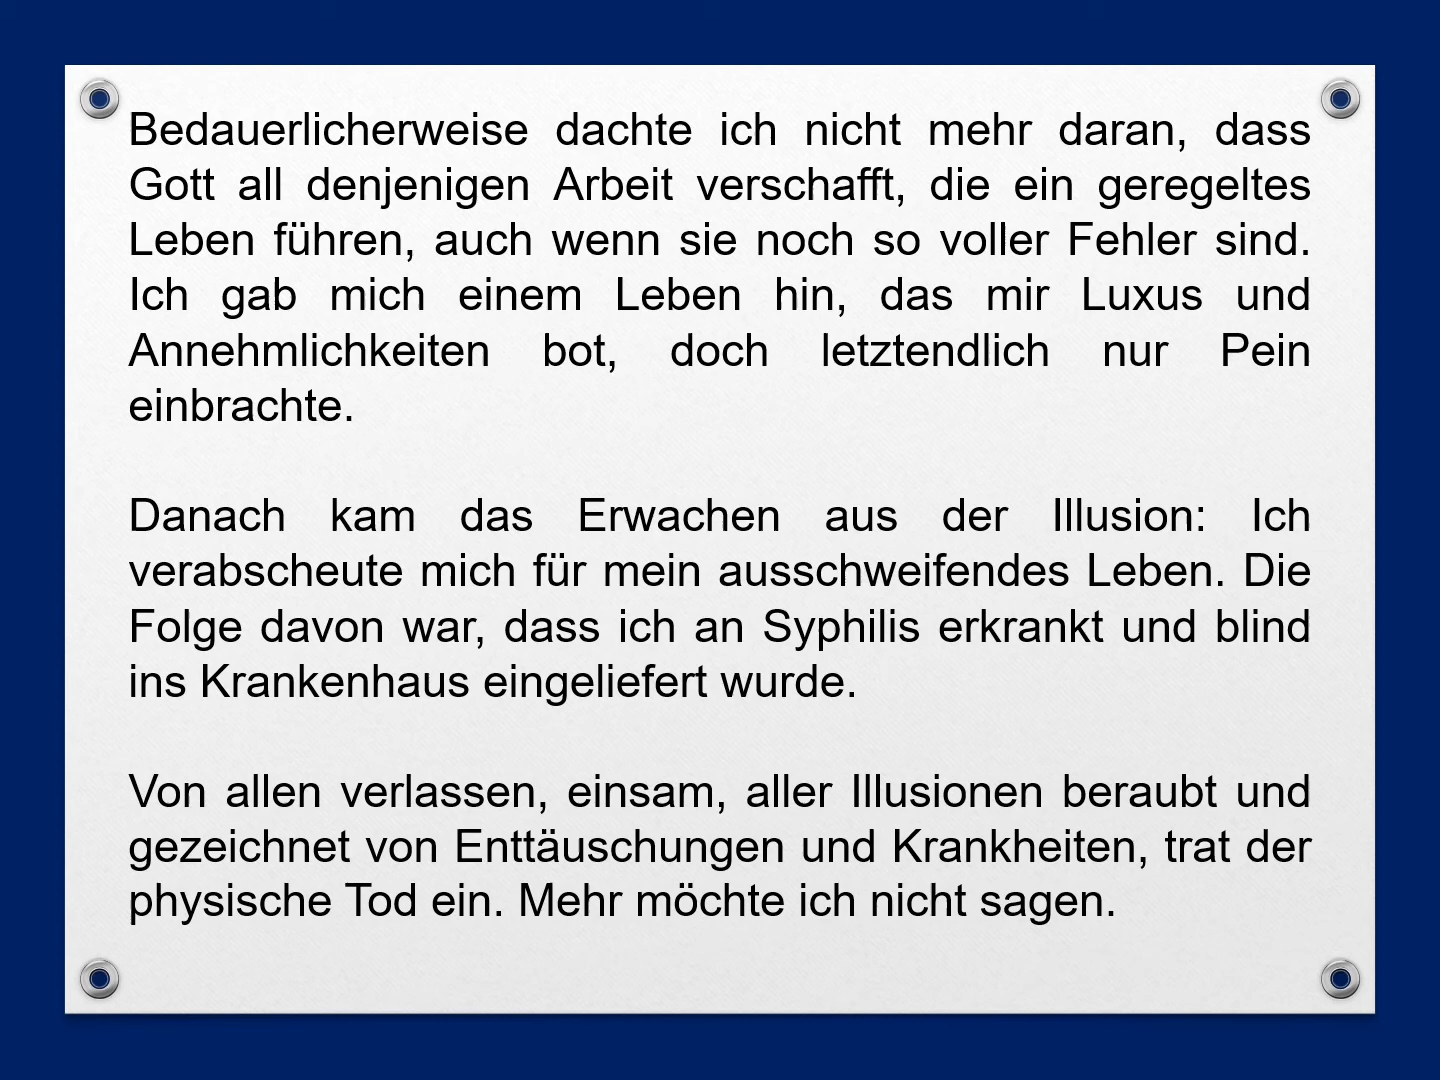 Bedauerlicherweise dachte ich nicht mehr daran, dass
Gott all denjenigen Arbeit verschafft, die ein geregeltes
Leben führen, auch wenn sie noch so voller Fehler sind.
Ich gab mich einem Leben hin, das mir Luxus und
Annehmlichkeiten bot, doch letztendlich nur Pein
einbrachte.
Danach kam das Erwachen aus der Illusion: Ich
verabscheute mich für mein ausschweifendes Leben. Die
Folge davon war, dass ich an Syphilis erkrankt und blind
ins Krankenhaus eingeliefert wurde.
Von allen verlassen, einsam, aller Illusionen beraubt und
gezeichnet von Enttäuschungen und Krankheiten, trat der
physische Tod ein. Mehr möchte ich nicht sagen.